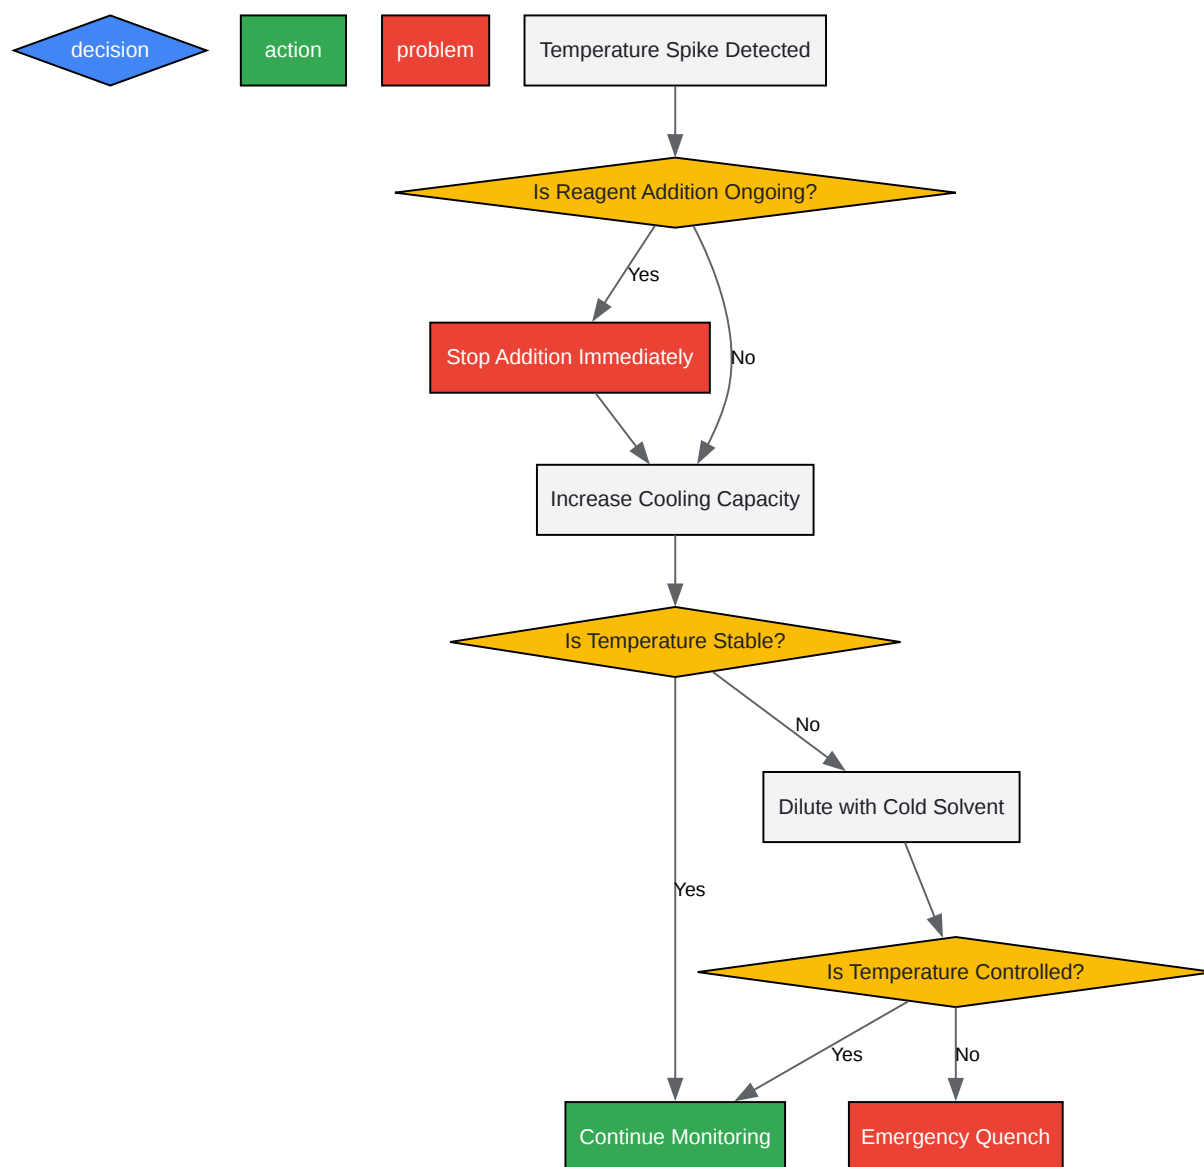 decision
action
problem
Temperature Spike Detected
Is Reagent Addition Ongoing?
Yes
Stop Addition Immediately
No
Increase Cooling Capacity
Is Temperature Stable?
No
Dilute with Cold Solvent
Yes
Is Temperature Controlled?
Yes
No
Continue Monitoring
Emergency Quench